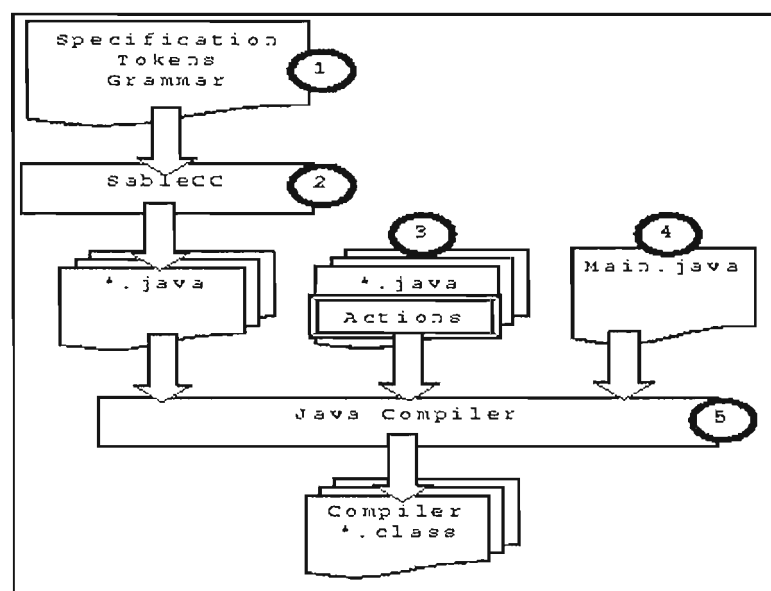 Specification
Tokens
Grammar
1
SableCC
2
3
4
*.java
*.java
Main.java
Actions
Java Compiler
5
Compiler
*.class